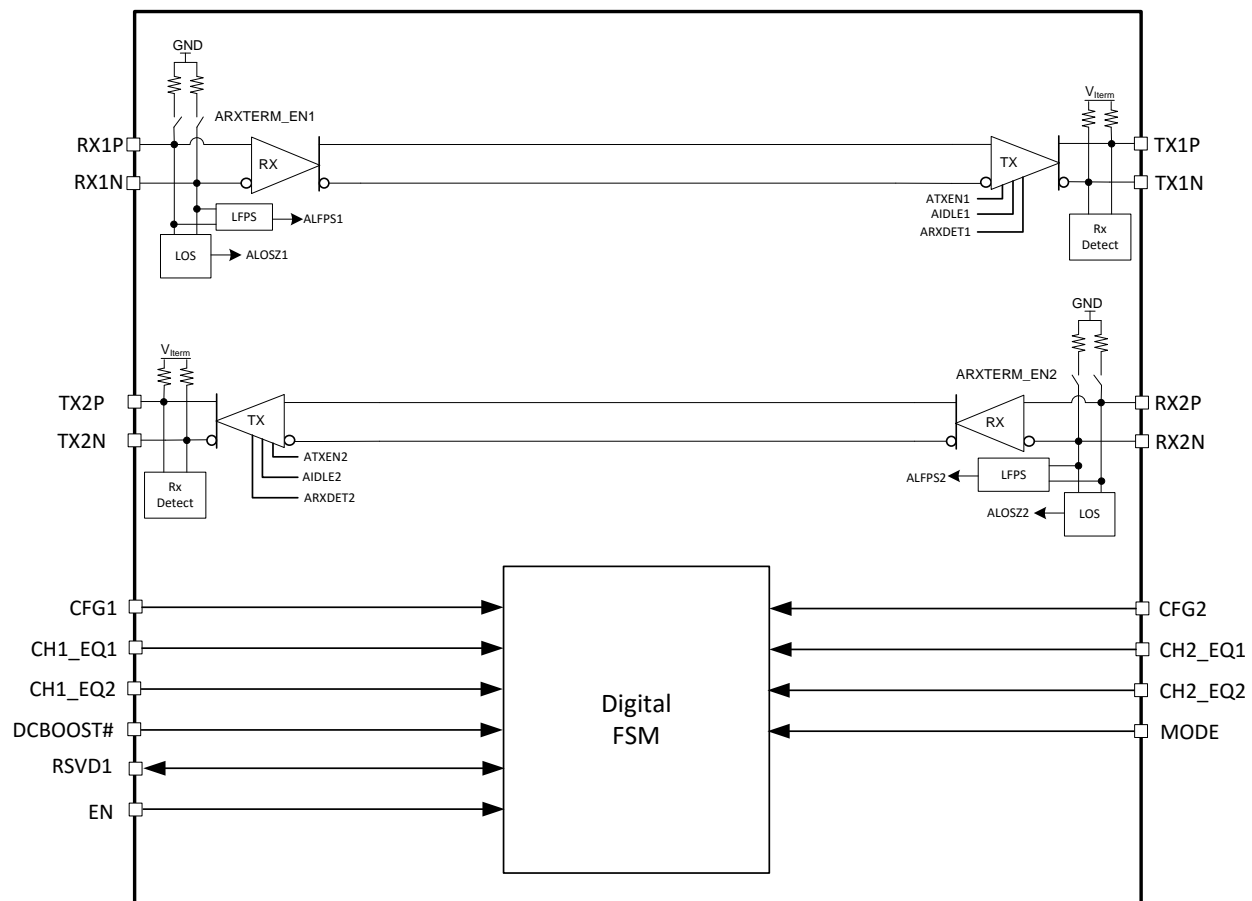 GND
ARXTERM_EN1
RX1P
RX1N
RX
LFPS
ALFPS1
LOS
ALOSZ1
VIterm
TX
TX1P
TX1N
ATXEN1
AIDLE1
ARXDET1
Rx
Detect
VIterm
TX2P
TX2N
TX
ATXEN2
AIDLE2
ARXDET2
Rx
Detect
GND
ARXTERM_EN2
RX
RX2P
RX2N
ALFPS2
LFPS
ALOSZ2
LOS
CFG1
CH1_EQ1
CH1_EQ2
DCBOOST#
RSVD1
EN
Digital
FSM
CFG2
CH2_EQ1
CH2_EQ2
MODE